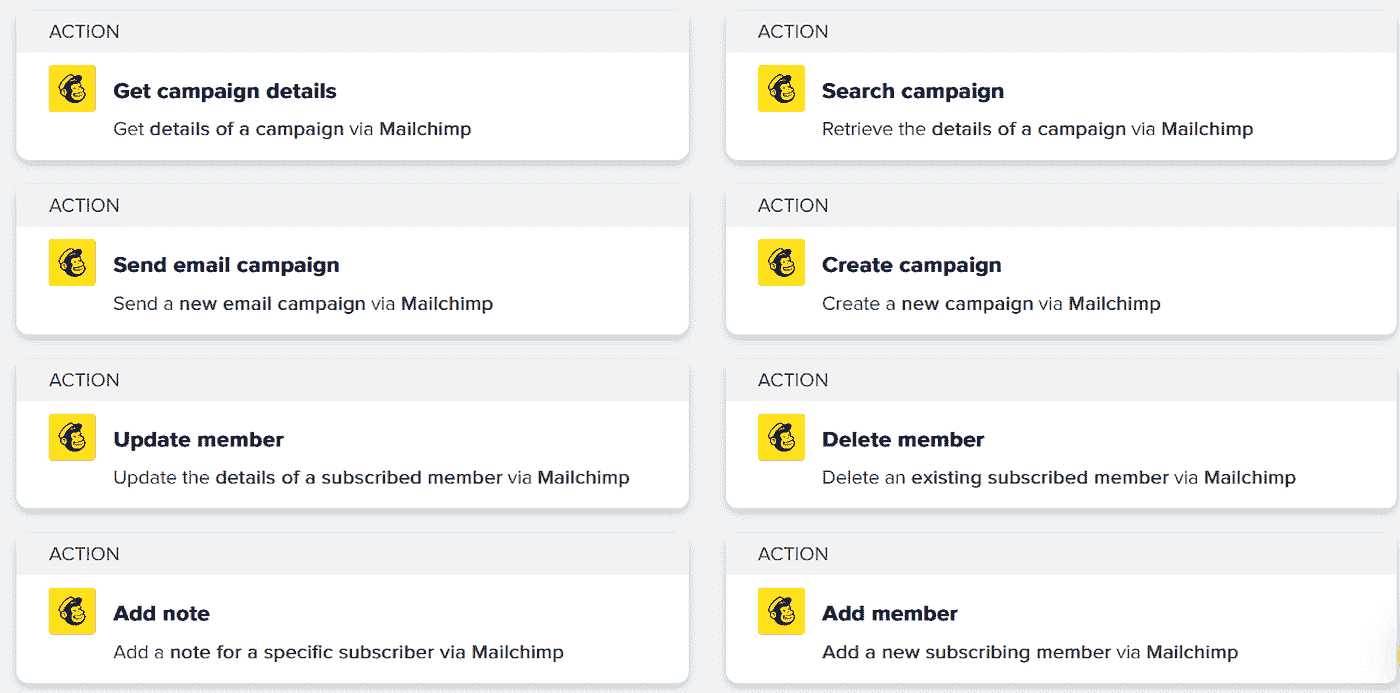 ACTION
Get campaign details
Get details of a campaign via Mailchimp
ACTION
Search campaign
Retrieve the details of a campaign via Mailchimp
ACTION
Send email campaign
Send a new email campaign via Mailchimp
ACTION
Create campaign
Create a new campaign via Mailchimp
ACTION
Update member
Update the details of a subscribed member via Mailchimp
ACTION
Delete member
Delete an existing subscribed member via Mailchimp
ACTION
Add note
Add a note for a specific subscriber via Mailchimp
ACTION
Add member
Add a new subscribing member via Mailchimp